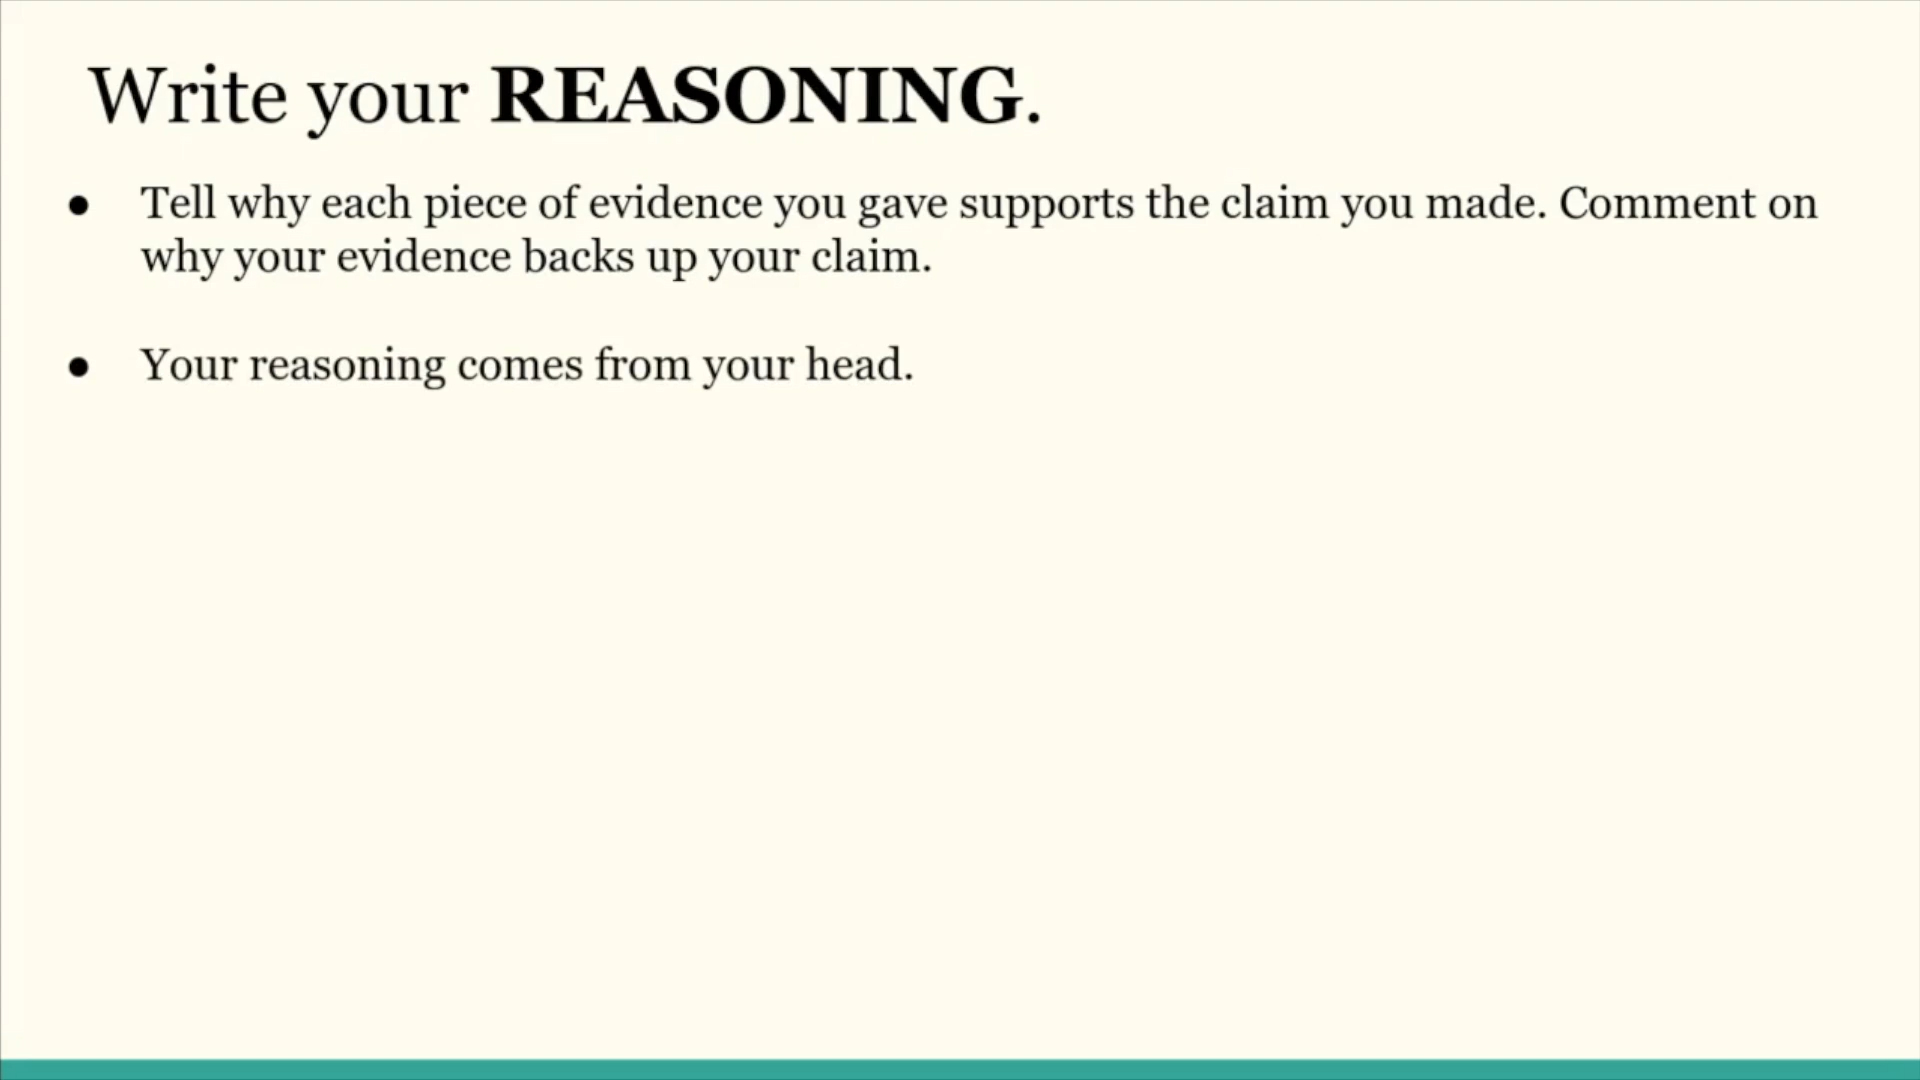 Write your REASONING.
● Tell why each piece of evidence you gave supports the claim you made. Comment on
why your evidence backs up your claim.
● Your reasoning comes from your head.